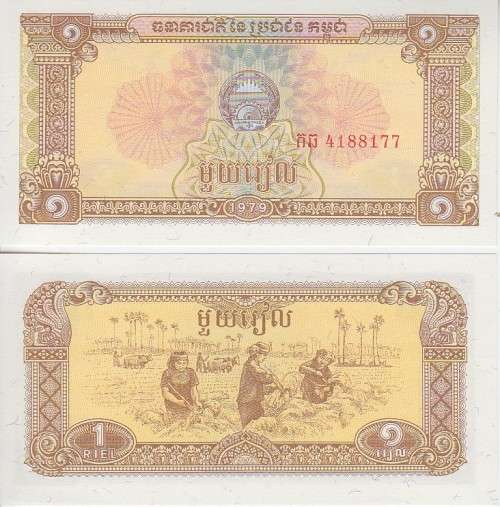 ១ ធនាគារជាតិនៃ ប្រជាជន កម្ពុជា ១
កឆ 4188177
មួយរៀល
១ 1979 ១
មួយរៀល
1 ១
RIEL រៀល